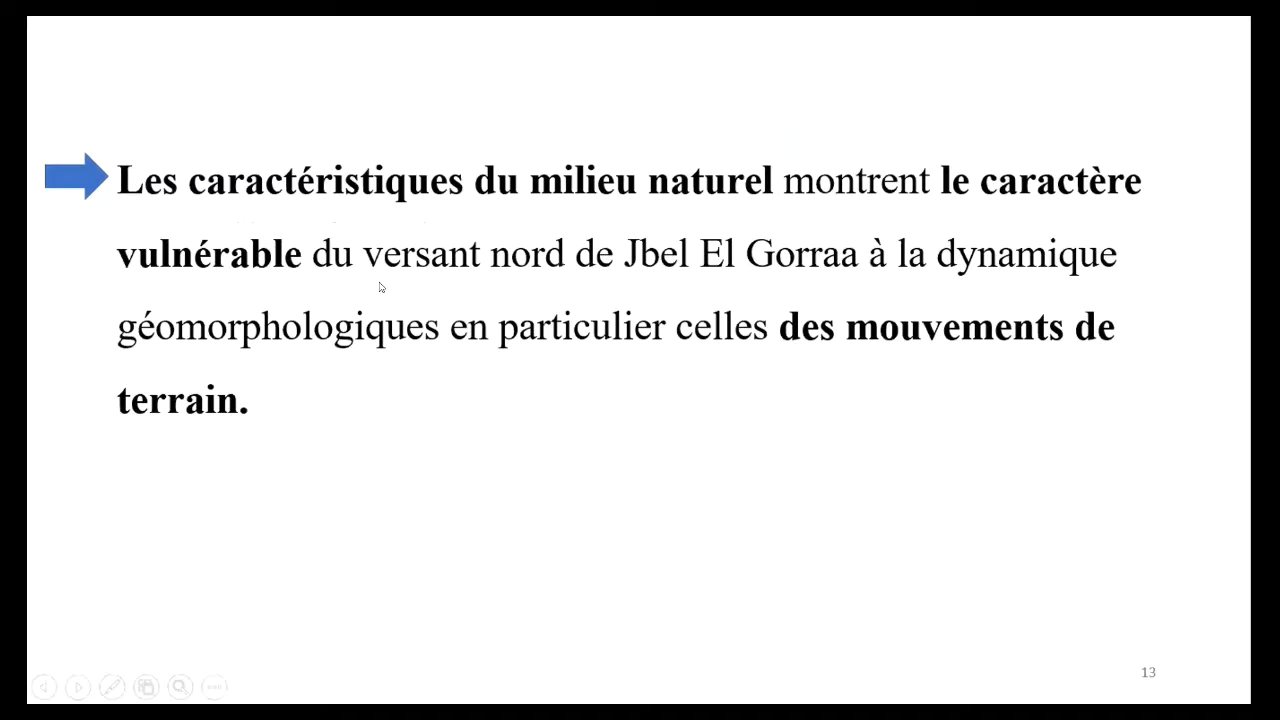 Les caractéristiques du milieu naturel montrent le caractère
vulnérable du versant nord de Jbel El Gorraa à la dynamique
géomorphologiques en particulier celles des mouvements de
terrain.
13